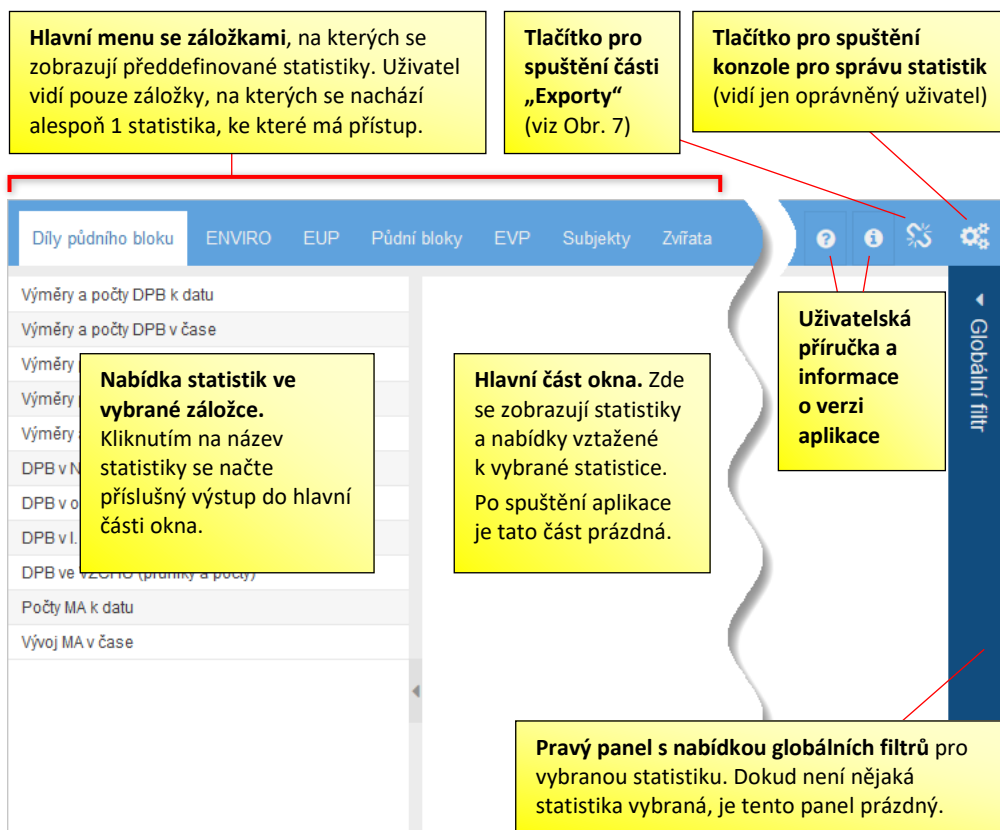 Hlavní menu se záložkami, na kterých se
zobrazují předdefinované statistiky. Uživatel
vidí pouze záložky, na kterých se nachází
alespoň 1 statistika, ke které má přístup.
Tlačítko pro
spuštění části
„Exporty“
(viz Obr. 7)
Tlačítko pro spuštění
konzole pro správu statistik
(vidí jen oprávněný uživatel)
Díly půdního bloku ENVIRO EUP Půdní bloky EVP Subjekty Zvířata
Výměry a počty DPB k datu
Výměry a počty DPB v čase
Výměry
Výměry
Výměry
DPB v N
DPB v o
DPB v I.
DPB ve VZCHÚ (průniky a počty)
Počty MA k datu
Vývoj MA v čase
Nabídka statistik ve
vybrané záložce.
Kliknutím na název
statistiky se načte
příslušný výstup do hlavní
části okna.
Hlavní část okna. Zde
se zobrazují statistiky
a nabídky vztažené
k vybrané statistice.
Po spuštění aplikace
je tato část prázdná.
Uživatelská
příručka a
informace
o verzi
aplikace
Globální filtr
Pravý panel s nabídkou globálních filtrů pro
vybranou statistiku. Dokud není nějaká
statistika vybraná, je tento panel prázdný.